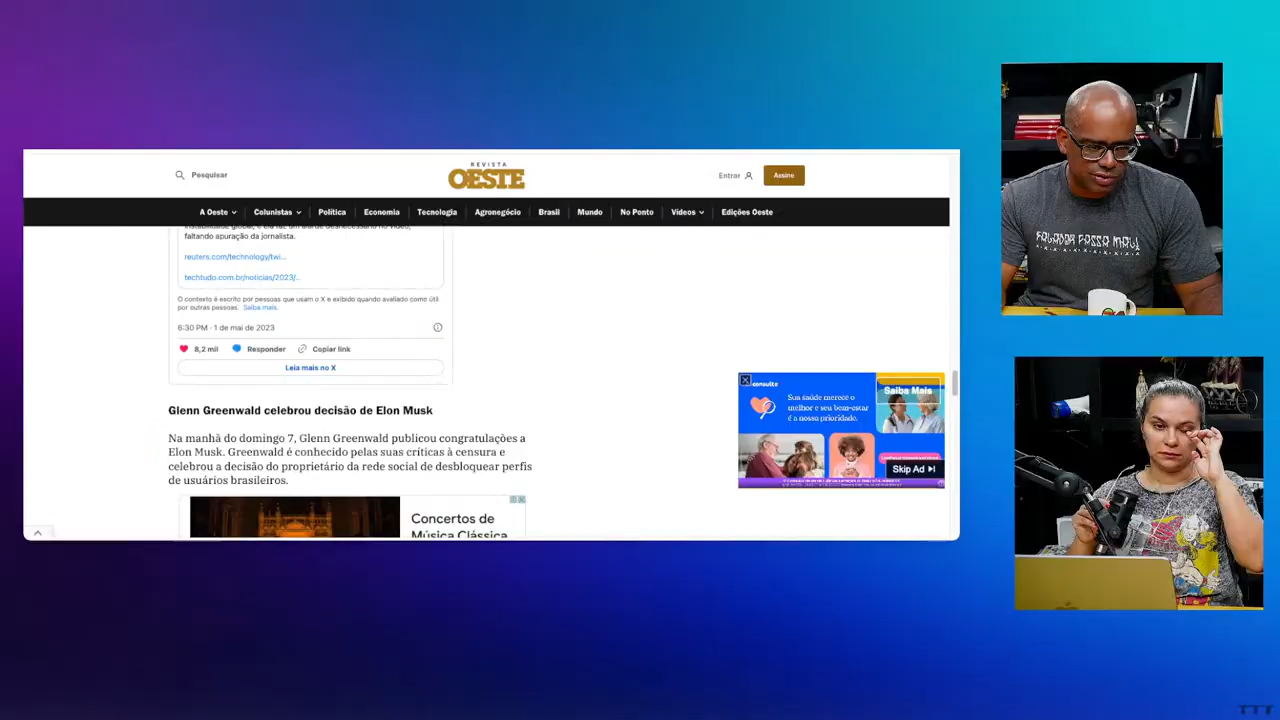 Pesquisar
REVISTA
OESTE
Entrar
Assine
A Oeste
Colunistas
Política
Economia
Tecnologia
Agronegócio
Brasil
Mundo
No Ponto
Vídeos
Edições Oeste
faltando apuração da jornalista.
reuters.com/technology/twi...
techtudo.com.br/noticias/2023/...
O contexto é escrito por pessoas que usam o X e exibido quando avaliado como útil
por outras pessoas. Saiba mais.
6:30 PM · 1 de mai de 2023
8,2 mil Responder Copiar link
Leia mais no X
Glenn Greenwald celebrou decisão de Elon Musk
Na manhã do domingo 7, Glenn Greenwald publicou congratulações a
Elon Musk. Greenwald é conhecido pelas suas críticas à censura e
celebrou a decisão do proprietário da rede social de desbloquear perfis
de usuários brasileiros.
Concertos de
Música Clássica
consulte
Sua saúde merece o
melhor e seu bem-estar
é a nossa prioridade.
Saiba Mais
Skip Ad